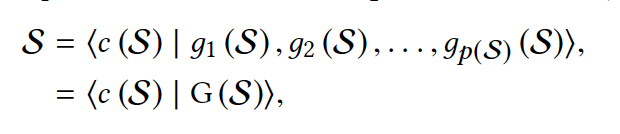 𝒮 = ⟨c (𝒮) | g₁ (𝒮) , g₂ (𝒮) , . . . , g_{p(𝒮)} (𝒮)⟩,
= ⟨c (𝒮) | G (𝒮)⟩,